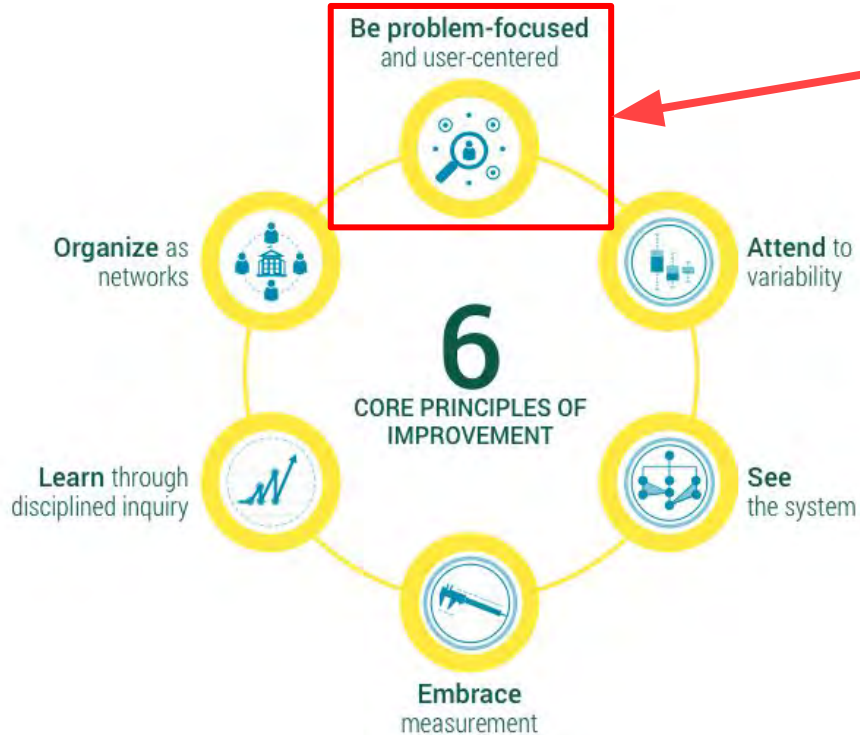 Be problem-focused
and user-centered
Organize as
networks
Attend to
variability
6
CORE PRINCIPLES OF
IMPROVEMENT
Learn through
disciplined inquiry
See
the system
Embrace
measurement